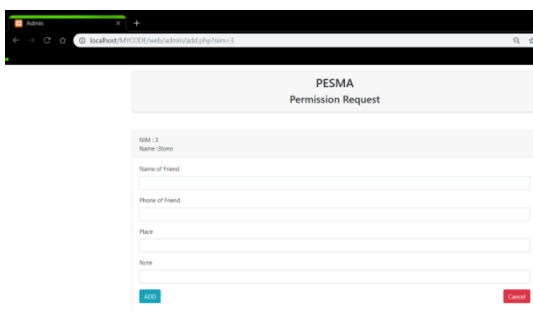 Admin
localhost/MYCODE/web/admin/add.php?nim=3
PESMA
Permission Request
NIM : 3
Name :3tono
Name of Friend
Phone of Friend
Place
Note
ADD
Cancel